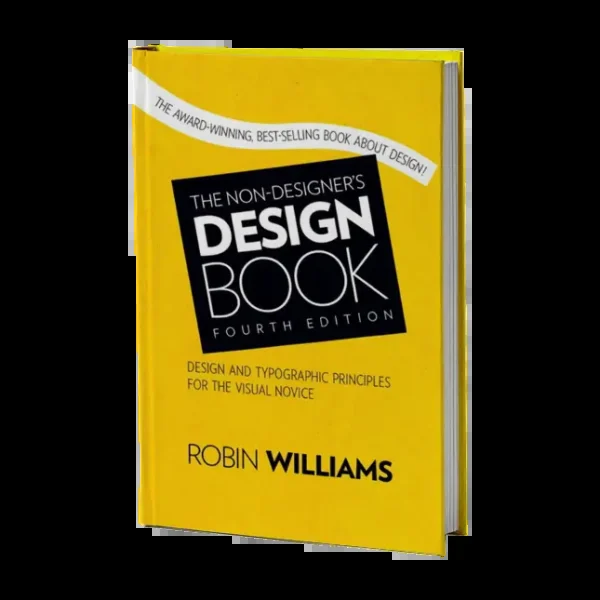 THE AWARD-WINNING, BEST-SELLING BOOK ABOUT DESIGN!
THE NON-DESIGNER'S
DESIGN
BOOK
FOURTH EDITION
DESIGN AND TYPOGRAPHIC PRINCIPLES
FOR THE VISUAL NOVICE
ROBIN WILLIAMS